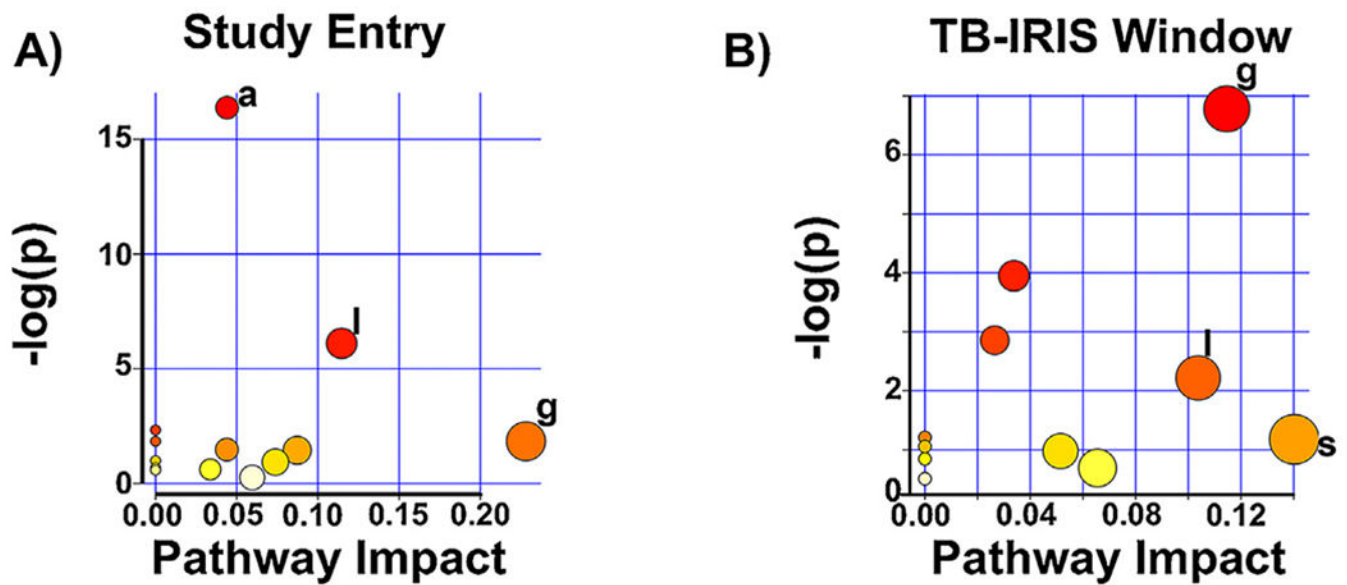 A)
Study Entry
a
15
10
l
5
g
0
0.00 0.05 0.10 0.15 0.20
-log(p)
Pathway Impact
B)
TB-IRIS Window
g
6
4
l
2
s
0
0.00 0.04 0.08 0.12
-log(p)
Pathway Impact